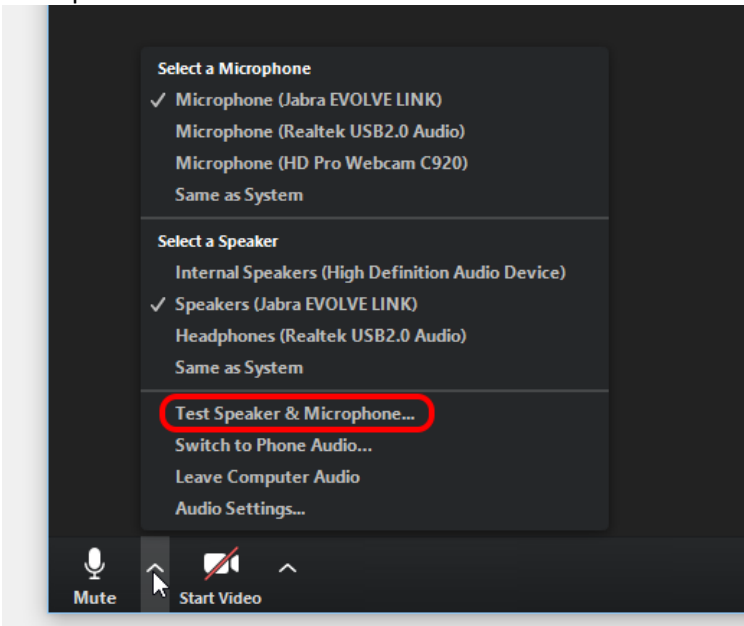 Select a Microphone
✓ Microphone (Jabra EVOLVE LINK)
Microphone (Realtek USB2.0 Audio)
Microphone (HD Pro Webcam C920)
Same as System
Select a Speaker
Internal Speakers (High Definition Audio Device)
✓ Speakers (Jabra EVOLVE LINK)
Headphones (Realtek USB2.0 Audio)
Same as System
Test Speaker & Microphone...
Switch to Phone Audio...
Leave Computer Audio
Audio Settings...
Mute Start Video